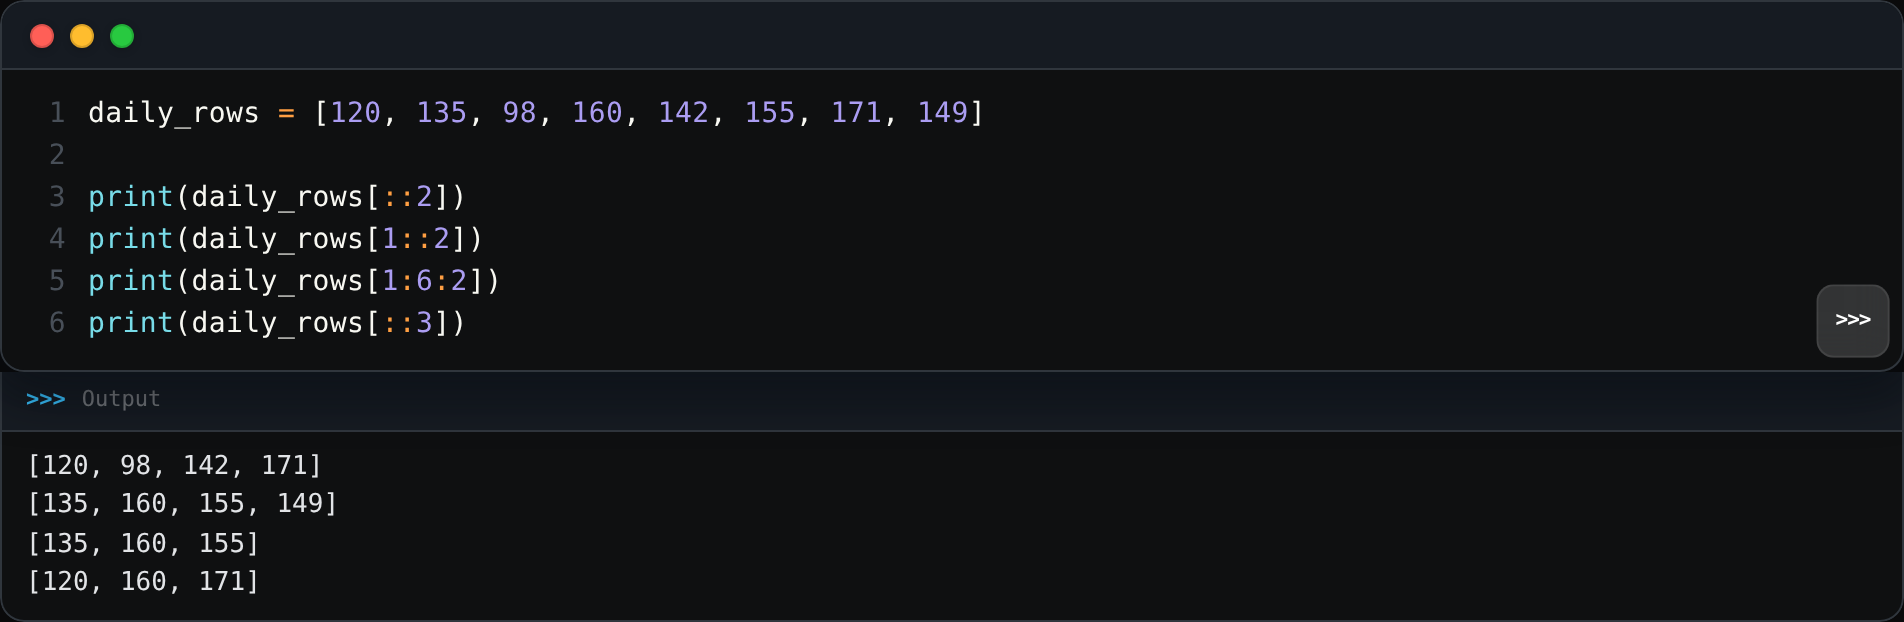 1 daily_rows = [120, 135, 98, 160, 142, 155, 171, 149]
2
3 print(daily_rows[::2])
4 print(daily_rows[1::2])
5 print(daily_rows[1:6:2])
6 print(daily_rows[::3])
>>>
>>> Output
[120, 98, 142, 171]
[135, 160, 155, 149]
[135, 160, 155]
[120, 160, 171]